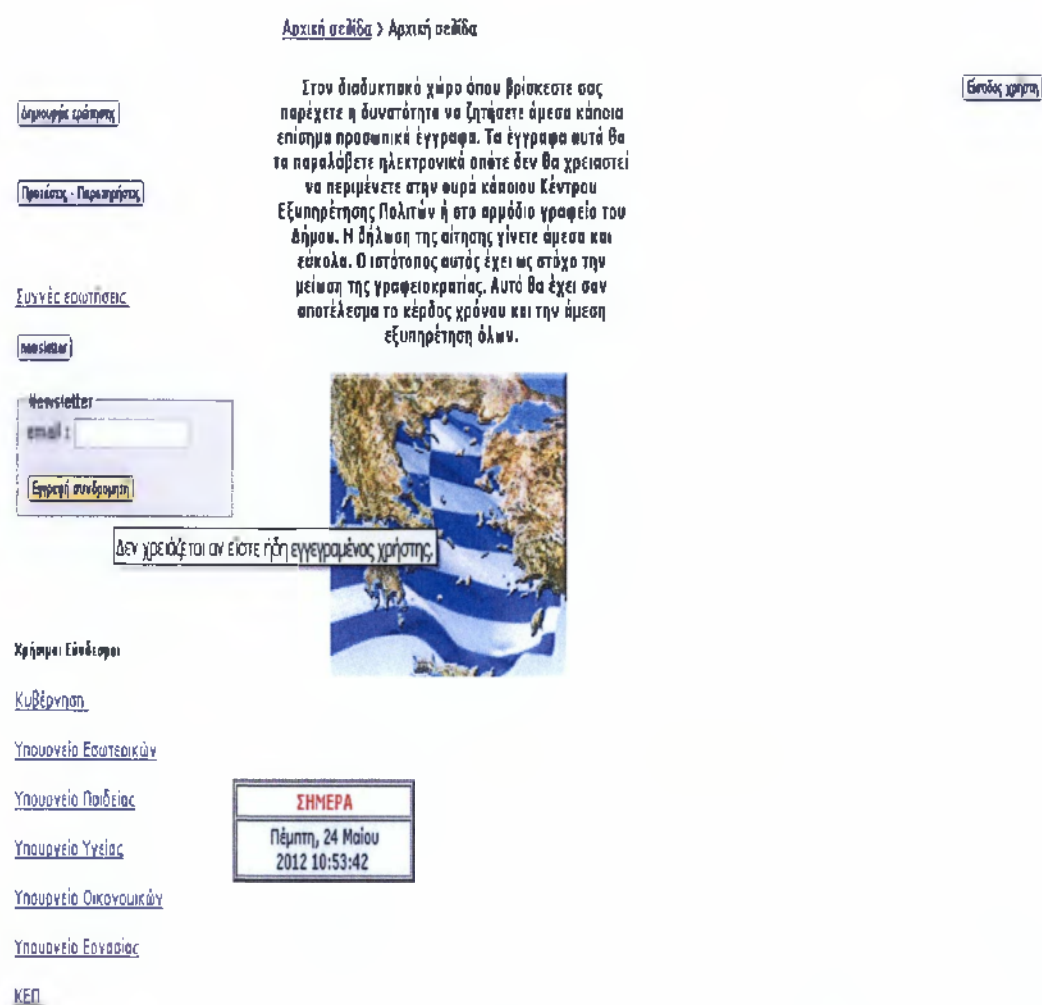 Αρχική σελίδα > Αρχική σελίδα
Είσοδος χρήστη
Δημιουργία ερώτησης
Προτάσεις - Παρατηρήσεις
Συχνές ερωτήσεις
newsletter
Newsletter
email :
Εγγραφή συνδρομητή
Δεν χρειάζεται αν είστε ήδη εγγεγραμένος χρήστης.
Στον διαδυκτιακό χώρο όπου βρίσκεστε σας
παρέχετε η δυνατότητα να ζητήσετε άμεσα κάποια
επίσημα προσωπικά έγγραφα. Τα έγγραφα αυτά θα
τα παραλάβετε ηλεκτρονικά οπότε δεν θα χρειαστεί
να περιμένετε στην ουρά κάποιου Κέντρου
Εξυπηρέτησης Πολιτών ή στο αρμόδιο γραφείο του
Δήμου. Η δήλωση της αίτησης γίνετε άμεσα και
εύκολα. Ο ιστότοπος αυτός έχει ως στόχο την
μείωση της γραφειοκρατίας. Αυτό θα έχει σαν
αποτέλεσμα το κέρδος χρόνου και την άμεση
εξυπηρέτηση όλων.
Χρήσιμοι Σύνδεσμοι
Κυβέρνηση
Υπουργείο Εσωτερικών
Υπουργείο Παιδείας
Υπουργείο Υγείας
Υπουργείο Οικονομικών
Υπουργείο Εργασίας
ΚΕΠ
ΣΗΜΕΡΑ
Πέμπτη, 24 Μαίου
2012 10:53:42